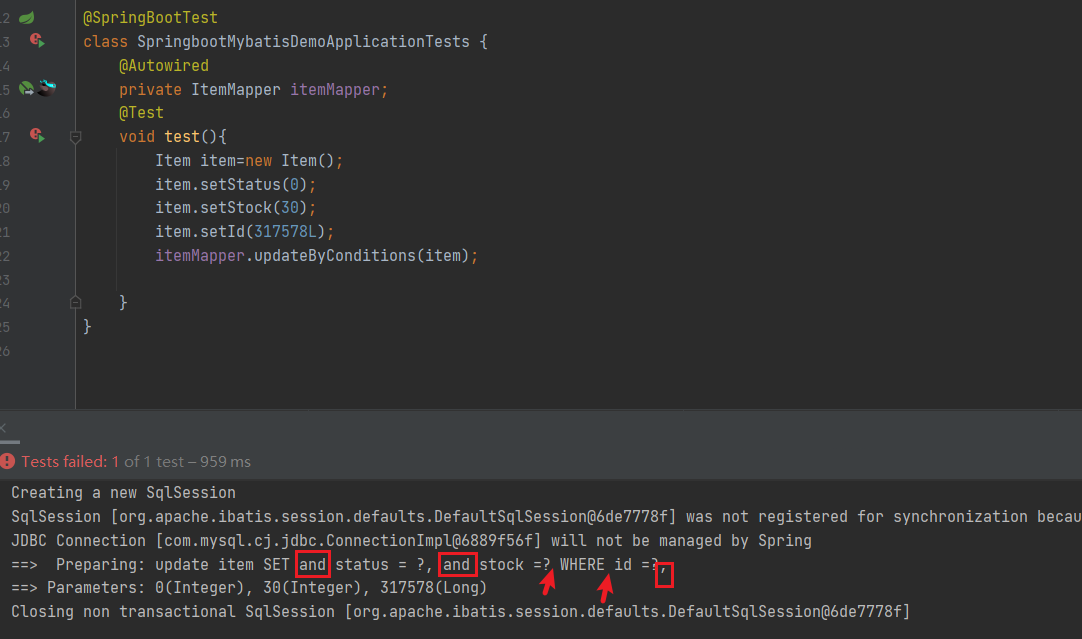 12 @SpringBootTest
13 class SpringbootMybatisDemoApplicationTests {
14 @Autowired
15 private ItemMapper itemMapper;
16 @Test
17 void test(){
18 Item item=new Item();
19 item.setStatus(0);
20 item.setStock(30);
21 item.setId(317578L);
22 itemMapper.updateByConditions(item);
23
24 }
25 }
26
Tests failed: 1 of 1 test – 959 ms
Creating a new SqlSession
SqlSession [org.apache.ibatis.session.defaults.DefaultSqlSession@6de7778f] was not registered for synchronization becau
JDBC Connection [com.mysql.cj.jdbc.ConnectionImpl@6889f56f] will not be managed by Spring
==>  Preparing: update item SET and status = ?, and stock =? WHERE id =?,
==> Parameters: 0(Integer), 30(Integer), 317578(Long)
Closing non transactional SqlSession [org.apache.ibatis.session.defaults.DefaultSqlSession@6de7778f]